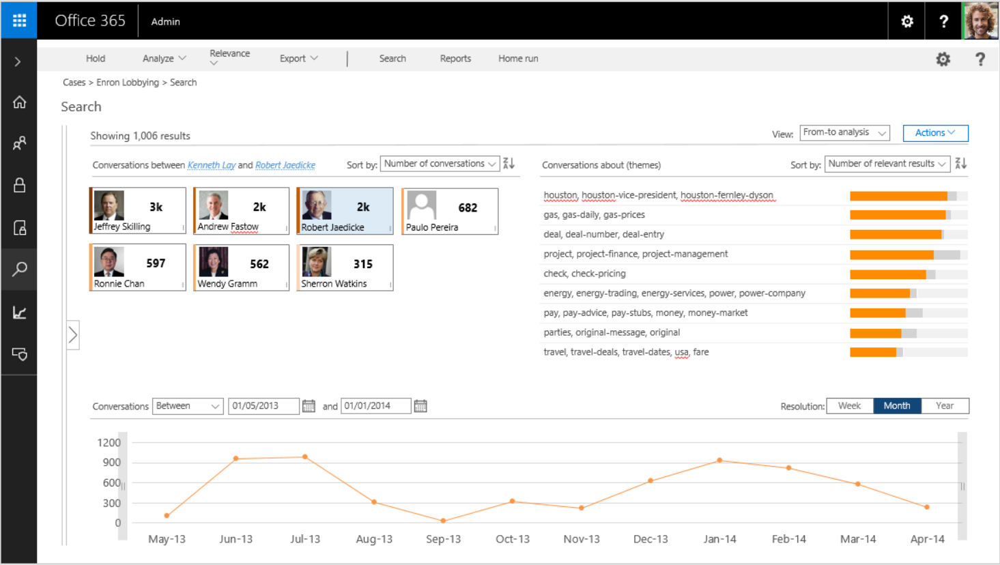 Office 365 Admin ?
Hold Analyze Relevance Export Search Reports Home run ?
Cases > Enron Lobbying > Search
Search
Showing 1,006 results
View: From-to analysis Actions
Conversations between Kenneth Lay and Robert Jaedicke
Sort by: Number of conversations
3k
Jeffrey Skilling
2k
Andrew Fastow
2k
Robert Jaedicke
682
Paulo Pereira
597
Ronnie Chan
562
Wendy Gramm
315
Sherron Watkins
Conversations about (themes)
Sort by: Number of relevant results
houston, houston-vice-president, houston-fernley-dyson
gas, gas-daily, gas-prices
deal, deal-number, deal-entry
project, project-finance, project-management
check, check-pricing
energy, energy-trading, energy-services, power, power-company
pay, pay-advice, pay-stubs, money, money-market
parties, original-message, original
travel, travel-deals, travel-dates, usa, fare
Conversations Between 01/05/2013 and 01/01/2014
Resolution: Week Month Year
1200
900
600
300
0
May-13 Jun-13 Jul-13 Aug-13 Sep-13 Oct-13 Nov-13 Dec-13 Jan-14 Feb-14 Mar-14 Apr-14